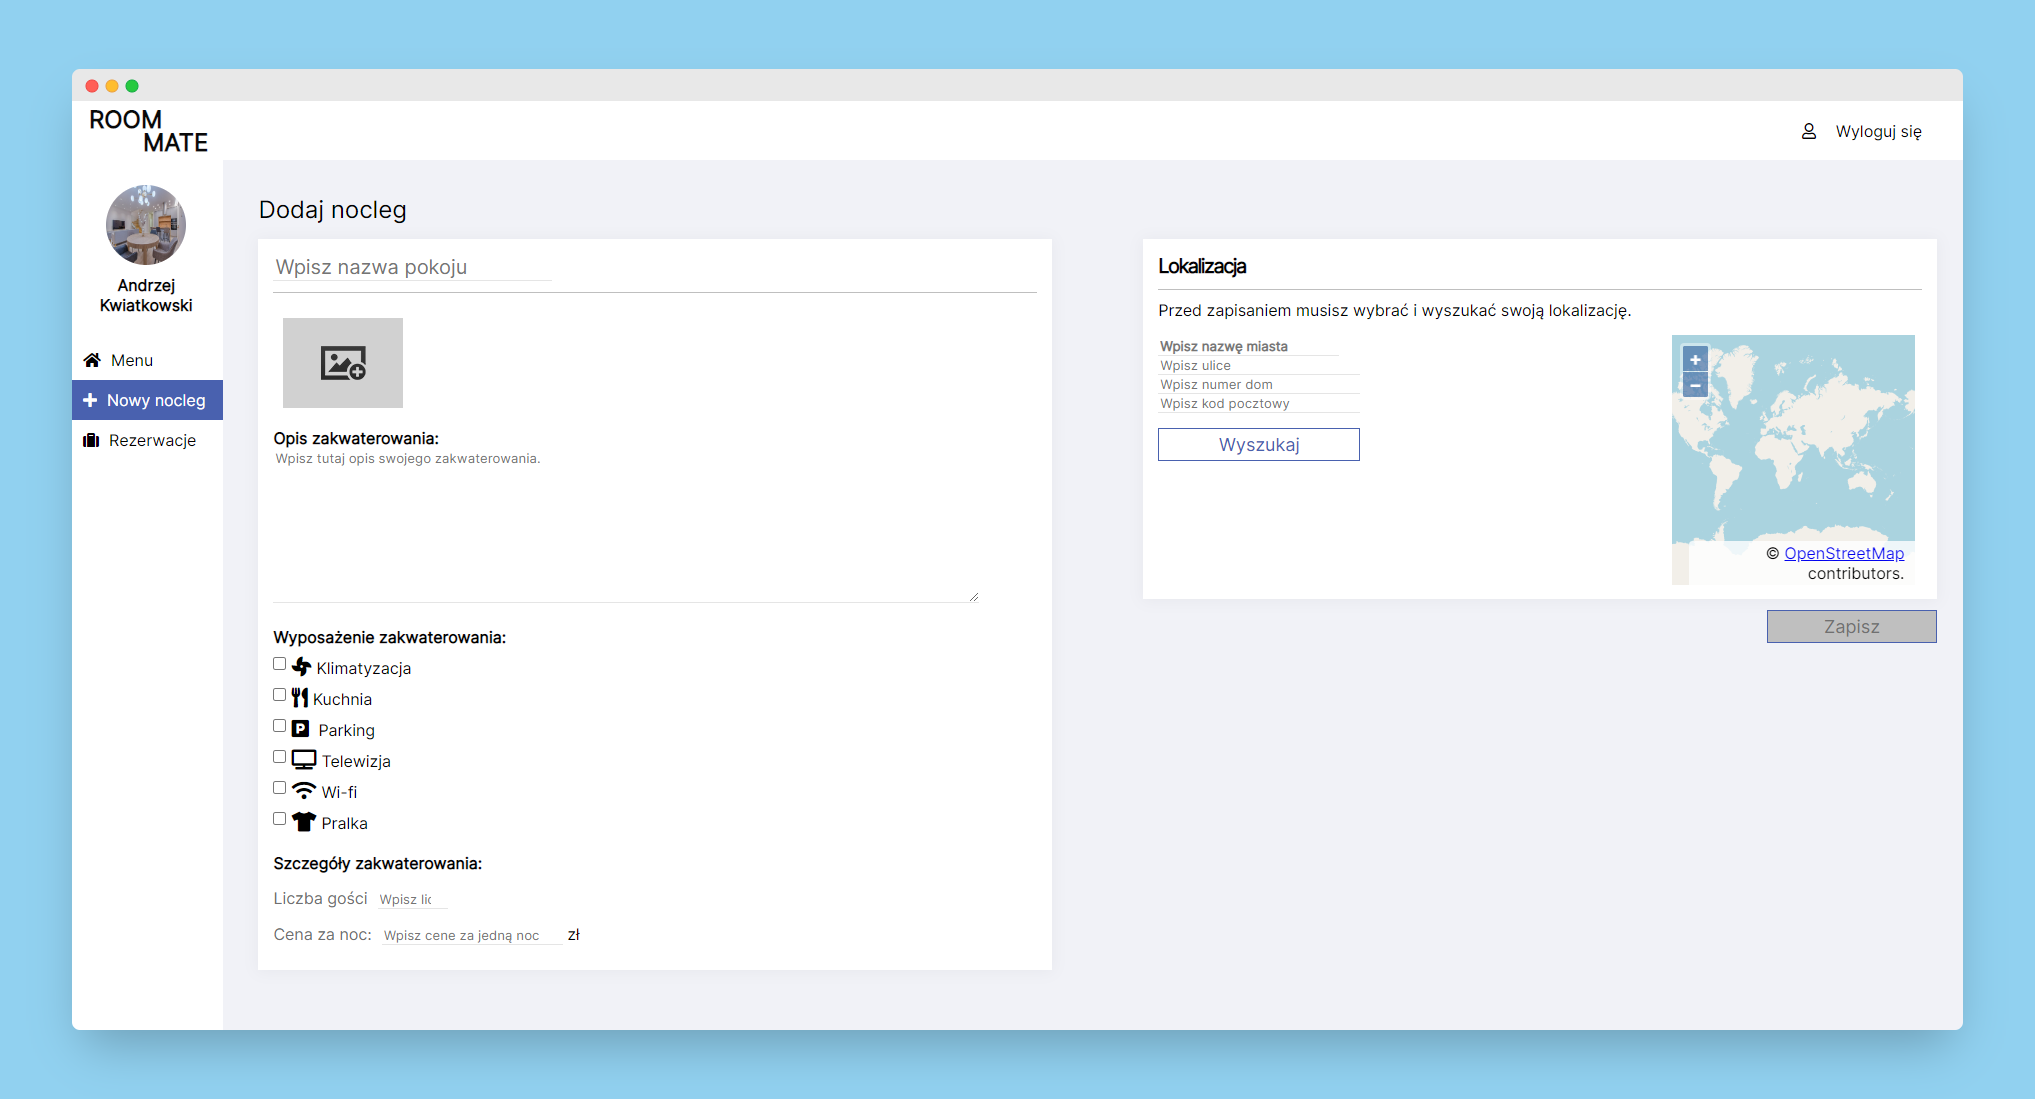 ROOM
MATE
Wyloguj się
Andrzej
Kwiatkowski
Menu
Nowy nocleg
Rezerwacje
Dodaj nocleg
Wpisz nazwa pokoju
Opis zakwaterowania:
Wpisz tutaj opis swojego zakwaterowania.
Wyposażenie zakwaterowania:
Klimatyzacja
Kuchnia
P Parking
Telewizja
Wi-fi
Pralka
Szczegóły zakwaterowania:
Liczba gości Wpisz lic
Cena za noc: Wpisz cene za jedną noc zł
Lokalizacja
Przed zapisaniem musisz wybrać i wyszukać swoją lokalizację.
Wpisz nazwę miasta
Wpisz ulice
Wpisz numer dom
Wpisz kod pocztowy
Wyszukaj
+
−
© OpenStreetMap
contributors.
Zapisz